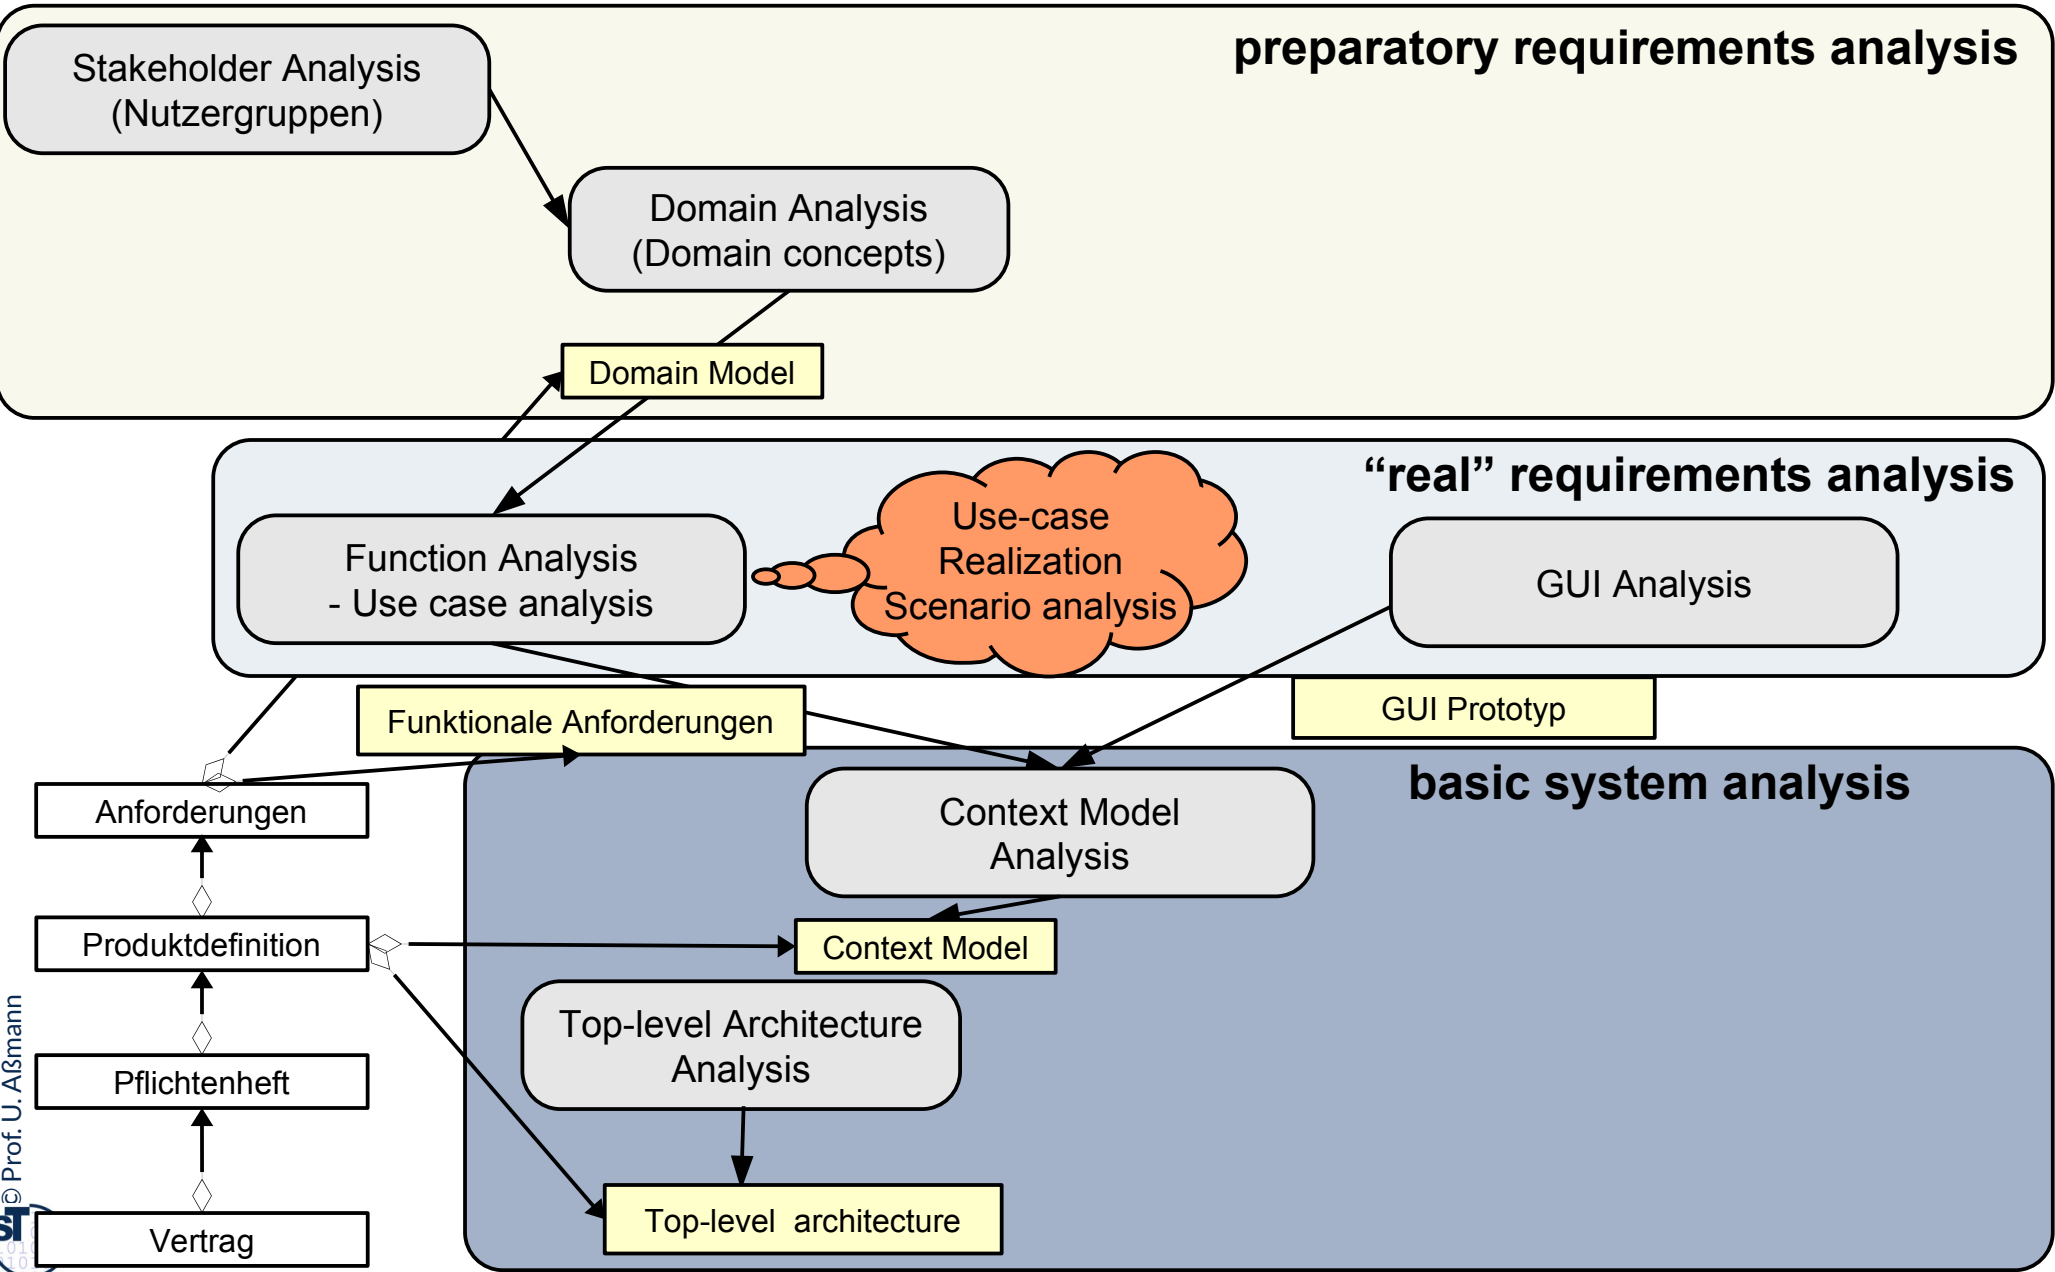 preparatory requirements analysis
Stakeholder Analysis
(Nutzergruppen)
Domain Analysis
(Domain concepts)
Domain Model
“real” requirements analysis
Function Analysis
- Use case analysis
Use-case
Realization
Scenario analysis
GUI Analysis
Funktionale Anforderungen
GUI Prototyp
basic system analysis
Anforderungen
Context Model
Analysis
Produktdefinition
Context Model
Top-level Architecture
Analysis
Pflichtenheft
Top-level architecture
Vertrag
© Prof. U. Aßmann
sT